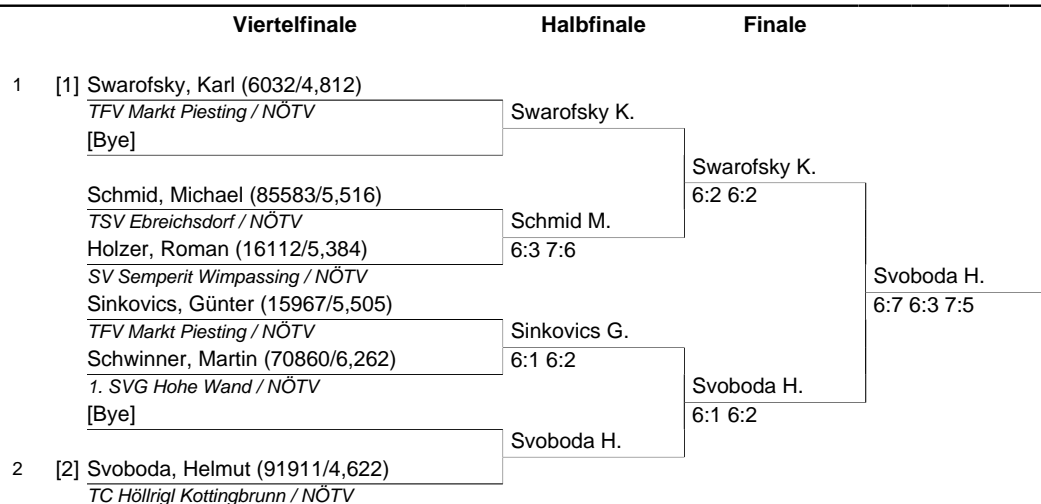 Viertelfinale Halbfinale Finale
1 [1] Swarofsky, Karl (6032/4,812)
TFV Markt Piesting / NÖTV Swarofsky K.
[Bye]
Swarofsky K.
Schmid, Michael (85583/5,516) 6:2 6:2
TSV Ebreichsdorf / NÖTV Schmid M.
Holzer, Roman (16112/5,384) 6:3 7:6
SV Semperit Wimpassing / NÖTV Svoboda H.
Sinkovics, Günter (15967/5,505) 6:7 6:3 7:5
TFV Markt Piesting / NÖTV Sinkovics G.
Schwinner, Martin (70860/6,262) 6:1 6:2
1. SVG Hohe Wand / NÖTV Svoboda H.
[Bye] 6:1 6:2
Svoboda H.
2 [2] Svoboda, Helmut (91911/4,622)
TC Höllrigl Kottingbrunn / NÖTV